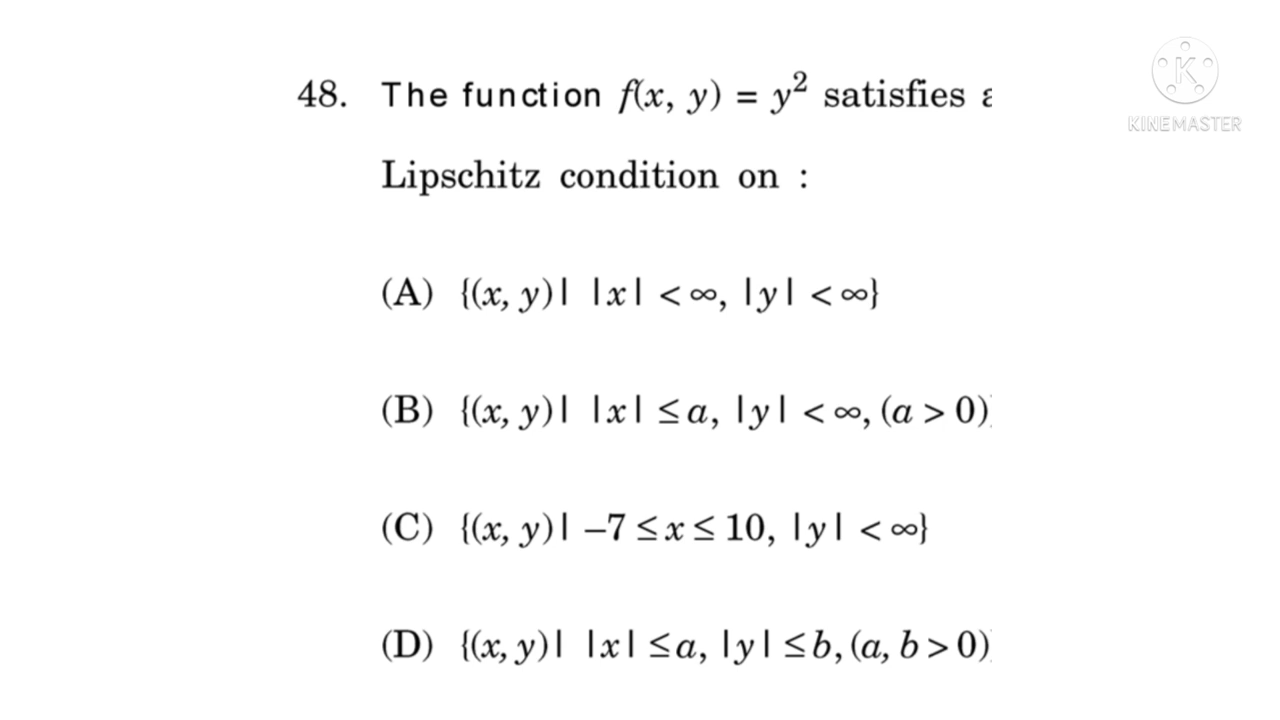 48. The function f(x, y) = y² satisfies a
Lipschitz condition on :
(A) {(x, y)| |x| < ∞, |y| < ∞}
(B) {(x, y)| |x| ≤ a, |y| < ∞, (a > 0)
(C) {(x, y)| –7 ≤ x ≤ 10, |y| < ∞}
(D) {(x, y)| |x| ≤ a, |y| ≤ b, (a, b > 0)
K
KINEMASTER